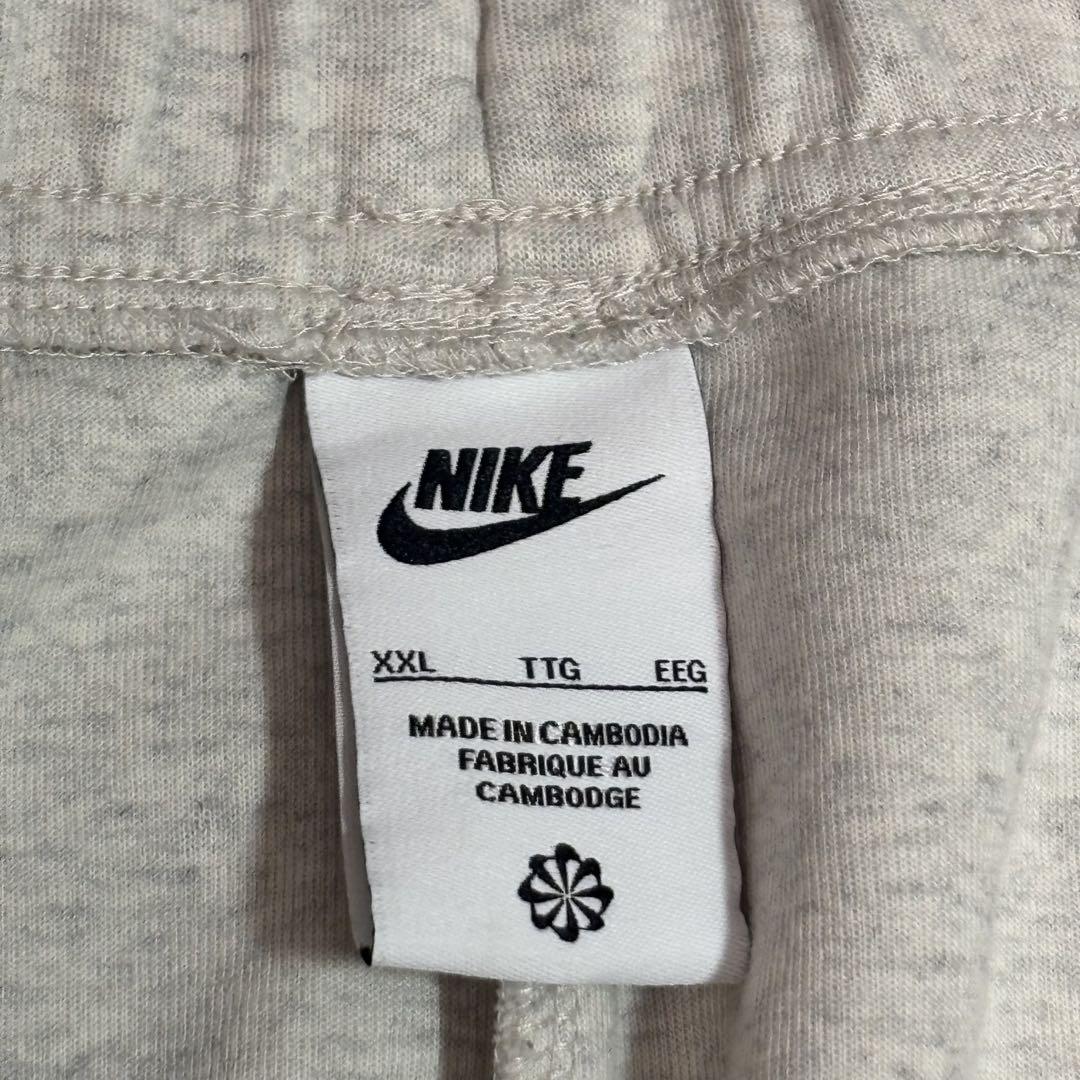 NIKE
XXL TTG EEG
MADE IN CAMBODIA
FABRIQUE AU
CAMBODGE